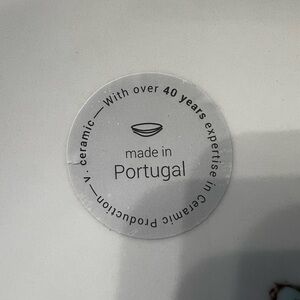 v · ceramic — With over 40 years expertise in Ceramic Production —
made in
Portugal